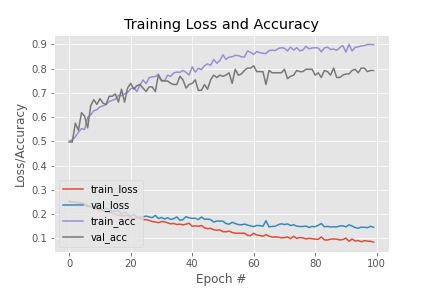 Training Loss and Accuracy
0.9
0.8
0.7
0.6
0.5
0.4
0.3
0.2
0.1
Loss/Accuracy
train_loss
val_loss
train_acc
val_acc
0 20 40 60 80 100
Epoch #